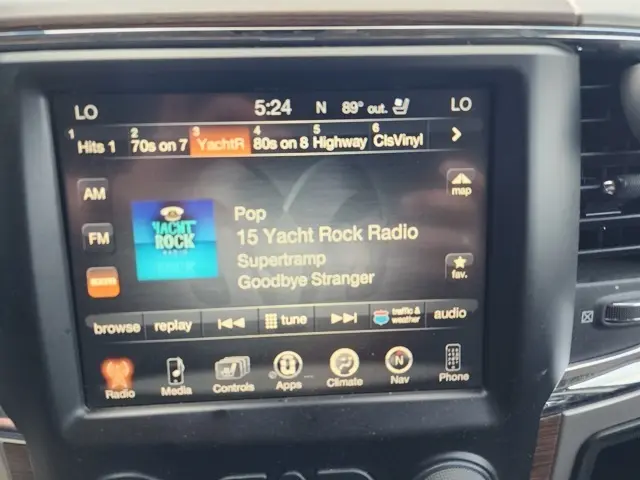 LO 5:24 N 89° out. LO
1 Hits 1 2 70s on 7 3 YachtR 4 80s on 8 5 Highway 6 ClsVinyl
AM
map
YACHT
ROCK
RADIO
Pop
15 Yacht Rock Radio
Supertramp
Goodbye Stranger
FM
fav.
browse replay tune traffic & weather audio
Radio Media Controls Apps Climate Nav Phone